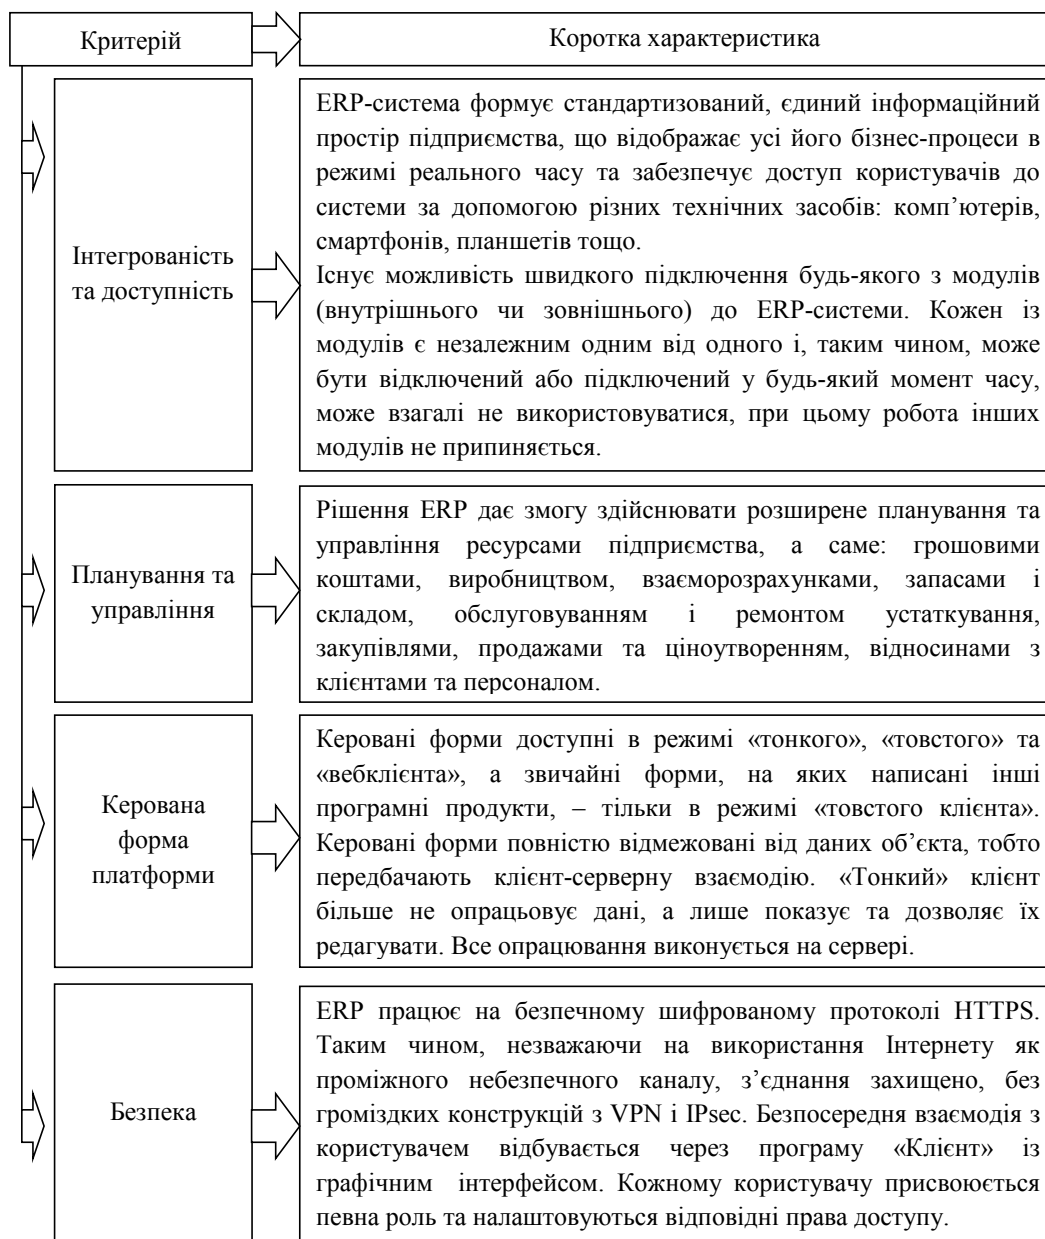 Критерій
Коротка характеристика
Інтегрованість
та доступність
ERP-система формує стандартизований, єдиний інформаційний
простір підприємства, що відображає усі його бізнес-процеси в
режимі реального часу та забезпечує доступ користувачів до
системи за допомогою різних технічних засобів: комп’ютерів,
смартфонів, планшетів тощо.
Існує можливість швидкого підключення будь-якого з модулів
(внутрішнього чи зовнішнього) до ERP-системи. Кожен із
модулів є незалежним одним від одного і, таким чином, може
бути відключений або підключений у будь-який момент часу,
може взагалі не використовуватися, при цьому робота інших
модулів не припиняється.
Планування та
управління
Рішення ERP дає змогу здійснювати розширене планування та
управління ресурсами підприємства, а саме: грошовими
коштами, виробництвом, взаєморозрахунками, запасами і
складом, обслуговуванням і ремонтом устаткування,
закупівлями, продажами та ціноутворенням, відносинами з
клієнтами та персоналом.
Керована
форма
платформи
Керовані форми доступні в режимі «тонкого», «товстого» та
«вебклієнта», а звичайні форми, на яких написані інші
програмні продукти, – тільки в режимі «товстого клієнта».
Керовані форми повністю відмежовані від даних об’єкта, тобто
передбачають клієнт-серверну взаємодію. «Тонкий» клієнт
більше не опрацьовує дані, а лише показує та дозволяє їх
редагувати. Все опрацювання виконується на сервері.
Безпека
ERP працює на безпечному шифрованому протоколі HTTPS.
Таким чином, незважаючи на використання Інтернету як
проміжного небезпечного каналу, з’єднання захищено, без
громіздких конструкцій з VPN і IPsec. Безпосередня взаємодія з
користувачем відбувається через програму «Клієнт» із
графічним інтерфейсом. Кожному користувачу присвоюється
певна роль та налаштовуються відповідні права доступу.